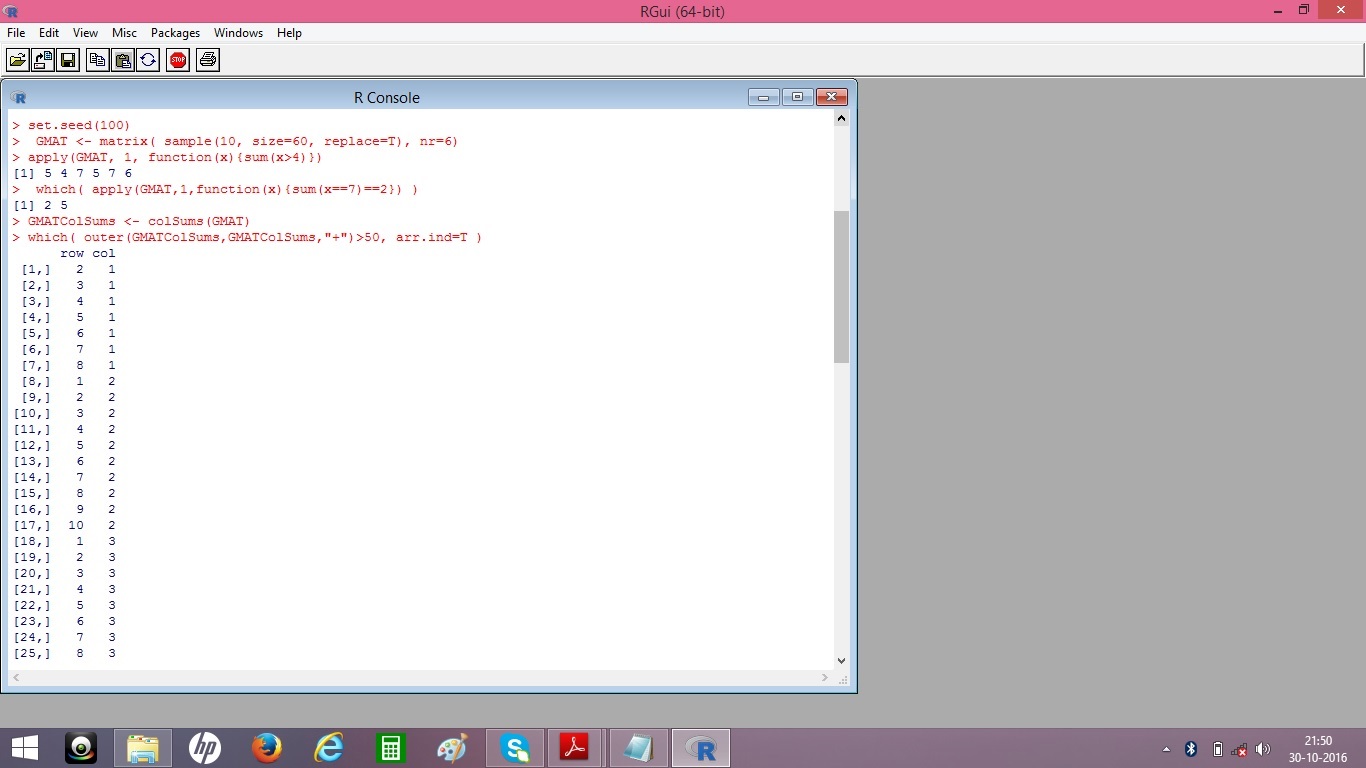 RGui (64-bit)
File Edit View Misc Packages Windows Help
STOP
R Console
> set.seed(100)
>  GMAT <- matrix( sample(10, size=60, replace=T), nr=6)
> apply(GMAT, 1, function(x){sum(x>4)})
[1] 5 4 7 5 7 6
>  which( apply(GMAT,1,function(x){sum(x==7)==2}) )
[1] 2 5
> GMATColSums <- colSums(GMAT)
> which( outer(GMATColSums,GMATColSums,"+")>50, arr.ind=T )
      row col
 [1,]   2   1
 [2,]   3   1
 [3,]   4   1
 [4,]   5   1
 [5,]   6   1
 [6,]   7   1
 [7,]   8   1
 [8,]   1   2
 [9,]   2   2
[10,]   3   2
[11,]   4   2
[12,]   5   2
[13,]   6   2
[14,]   7   2
[15,]   8   2
[16,]   9   2
[17,]  10   2
[18,]   1   3
[19,]   2   3
[20,]   3   3
[21,]   4   3
[22,]   5   3
[23,]   6   3
[24,]   7   3
[25,]   8   3
hp
21:50
30-10-2016